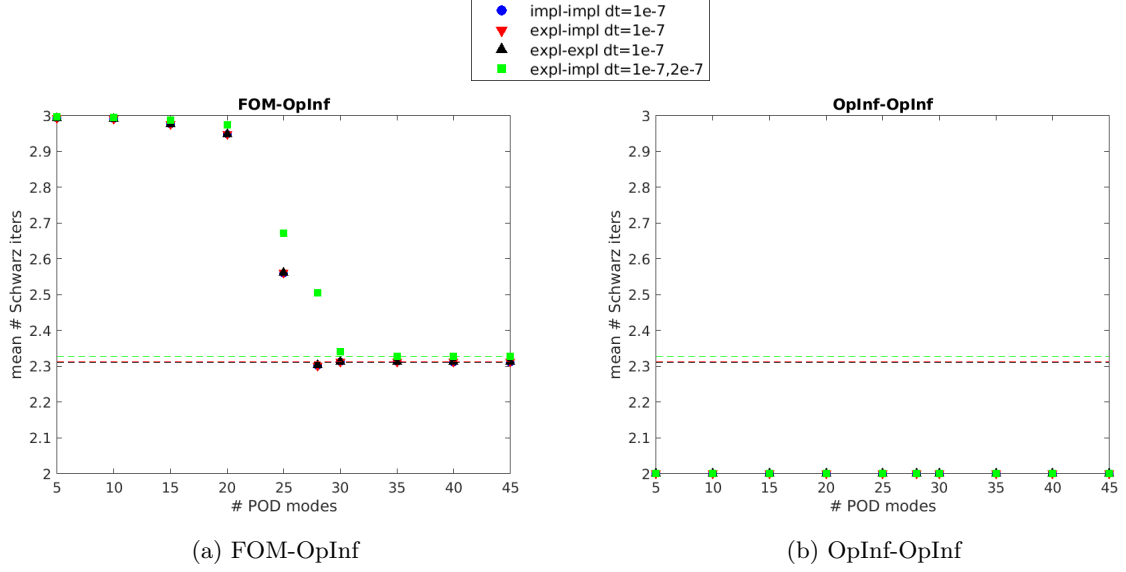 impl-impl dt=1e-7
expl-impl dt=1e-7
expl-expl dt=1e-7
expl-impl dt=1e-7,2e-7
FOM-OpInf
mean # Schwarz iters
3
2.9
2.8
2.7
2.6
2.5
2.4
2.3
2.2
2.1
2
5 10 15 20 25 30 35 40 45
# POD modes
(a) FOM-OpInf
OpInf-OpInf
mean # Schwarz iters
3
2.9
2.8
2.7
2.6
2.5
2.4
2.3
2.2
2.1
2
5 10 15 20 25 30 35 40 45
# POD modes
(b) OpInf-OpInf